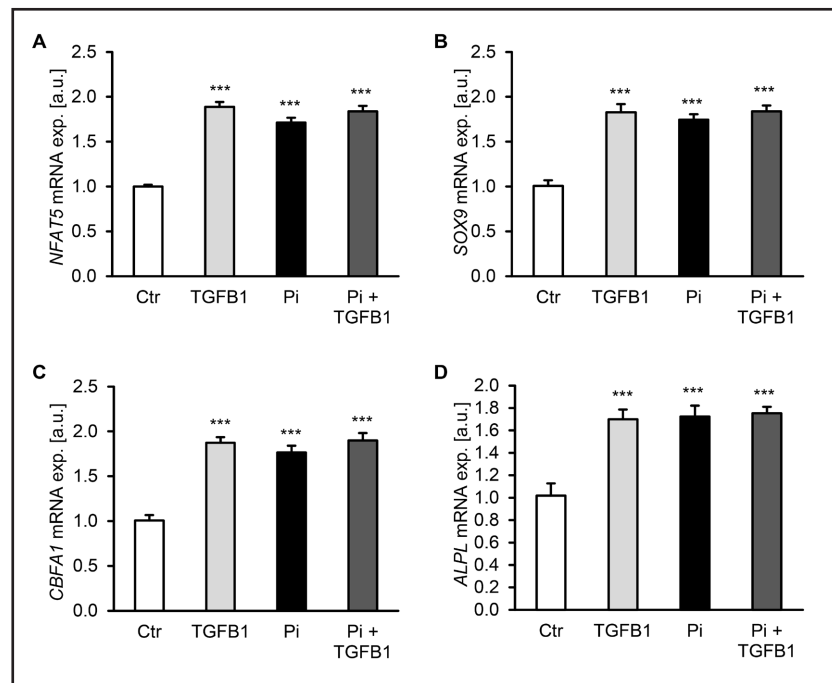 A
NFAT5 mRNA exp. [a.u.]
2.5
2.0
1.5
1.0
0.5
0.0
***
***
***
Ctr
TGFB1
Pi
Pi +
TGFB1
B
SOX9 mRNA exp. [a.u.]
2.5
2.0
1.5
1.0
0.5
0.0
***
***
***
Ctr
TGFB1
Pi
Pi +
TGFB1
C
CBFA1 mRNA exp. [a.u.]
2.5
2.0
1.5
1.0
0.5
0.0
***
***
***
Ctr
TGFB1
Pi
Pi +
TGFB1
D
ALPL mRNA exp. [a.u.]
2.0
1.8
1.6
1.4
1.2
1.0
0.8
0.6
0.4
0.2
0.0
***
***
***
Ctr
TGFB1
Pi
Pi +
TGFB1